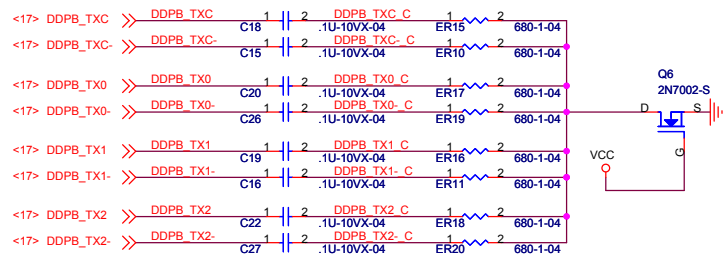 <17> DDPB_TXC DDPB_TXC C18 1 2 .1U-10VX-04 DDPB_TXC_C ER15 1 2 680-1-04
<17> DDPB_TXC- DDPB_TXC- C15 1 2 .1U-10VX-04 DDPB_TXC-_C ER10 1 2 680-1-04
<17> DDPB_TX0 DDPB_TX0 C20 1 2 .1U-10VX-04 DDPB_TX0_C ER17 1 2 680-1-04
<17> DDPB_TX0- DDPB_TX0- C26 1 2 .1U-10VX-04 DDPB_TX0-_C ER19 1 2 680-1-04
<17> DDPB_TX1 DDPB_TX1 C19 1 2 .1U-10VX-04 DDPB_TX1_C ER16 1 2 680-1-04
<17> DDPB_TX1- DDPB_TX1- C16 1 2 .1U-10VX-04 DDPB_TX1-_C ER11 1 2 680-1-04
<17> DDPB_TX2 DDPB_TX2 C22 1 2 .1U-10VX-04 DDPB_TX2_C ER18 1 2 680-1-04
<17> DDPB_TX2- DDPB_TX2- C27 1 2 .1U-10VX-04 DDPB_TX2-_C ER20 1 2 680-1-04
Q6
2N7002-S
D S
G
VCC